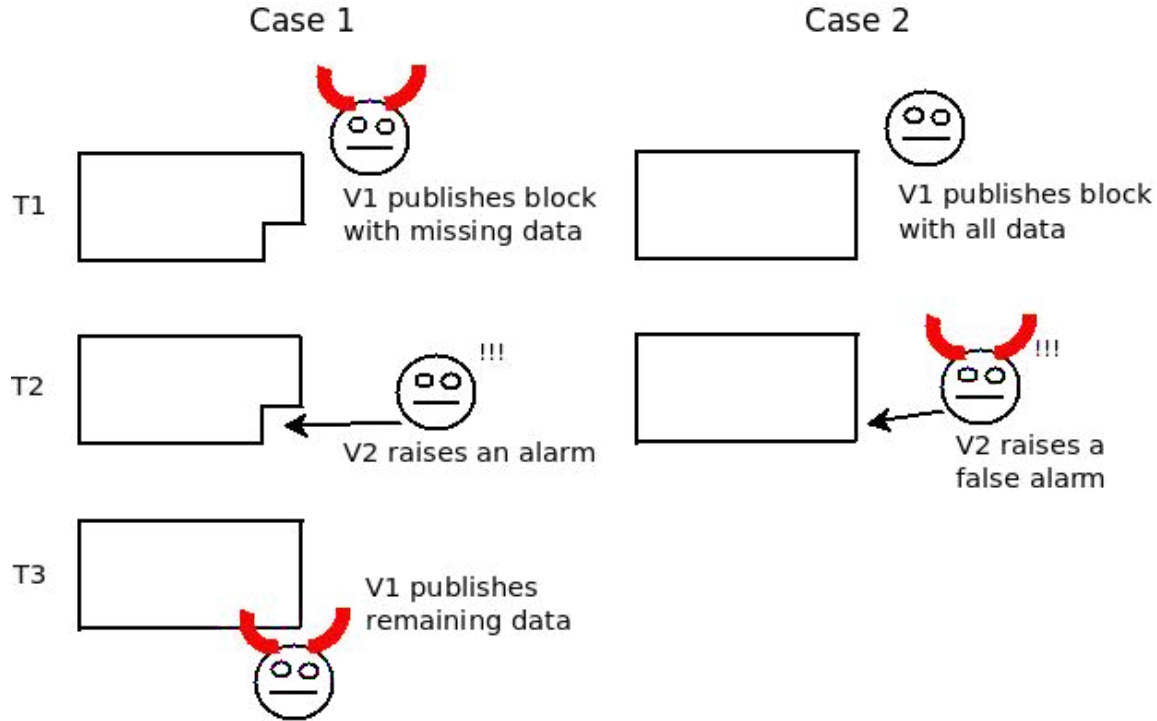 Case 1
Case 2
T1
V1 publishes block
with missing data
V1 publishes block
with all data
T2
!!!
V2 raises an alarm
!!!
V2 raises a
false alarm
T3
V1 publishes
remaining data